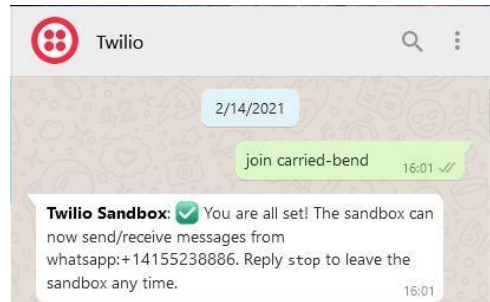 Twilio
2/14/2021
join carried-bend
16:01
Twilio Sandbox: ✅ You are all set! The sandbox can
now send/receive messages from
whatsapp:+14155238886. Reply stop to leave the
sandbox any time.
16:01